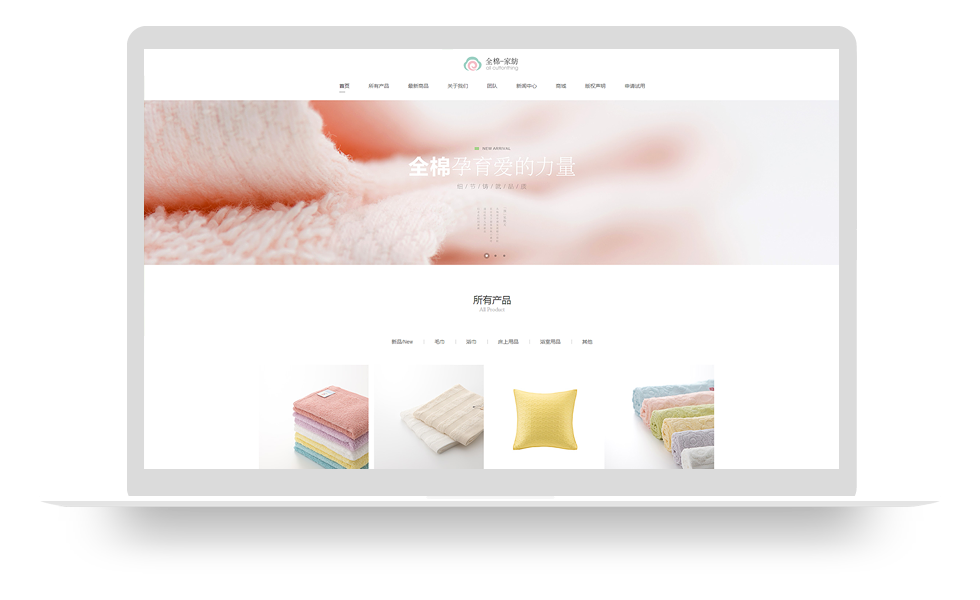 全棉-家纺
all cottonthing
首页 所有产品 最新商品 关于我们 团队 新闻中心 商城 版权声明 申请试用
NEW ARRIVAL
全棉孕育爱的力量
细/节/铸/就/品/质
所有产品
All Product
新品/New 毛巾 浴巾 床上用品 浴室用品 其他